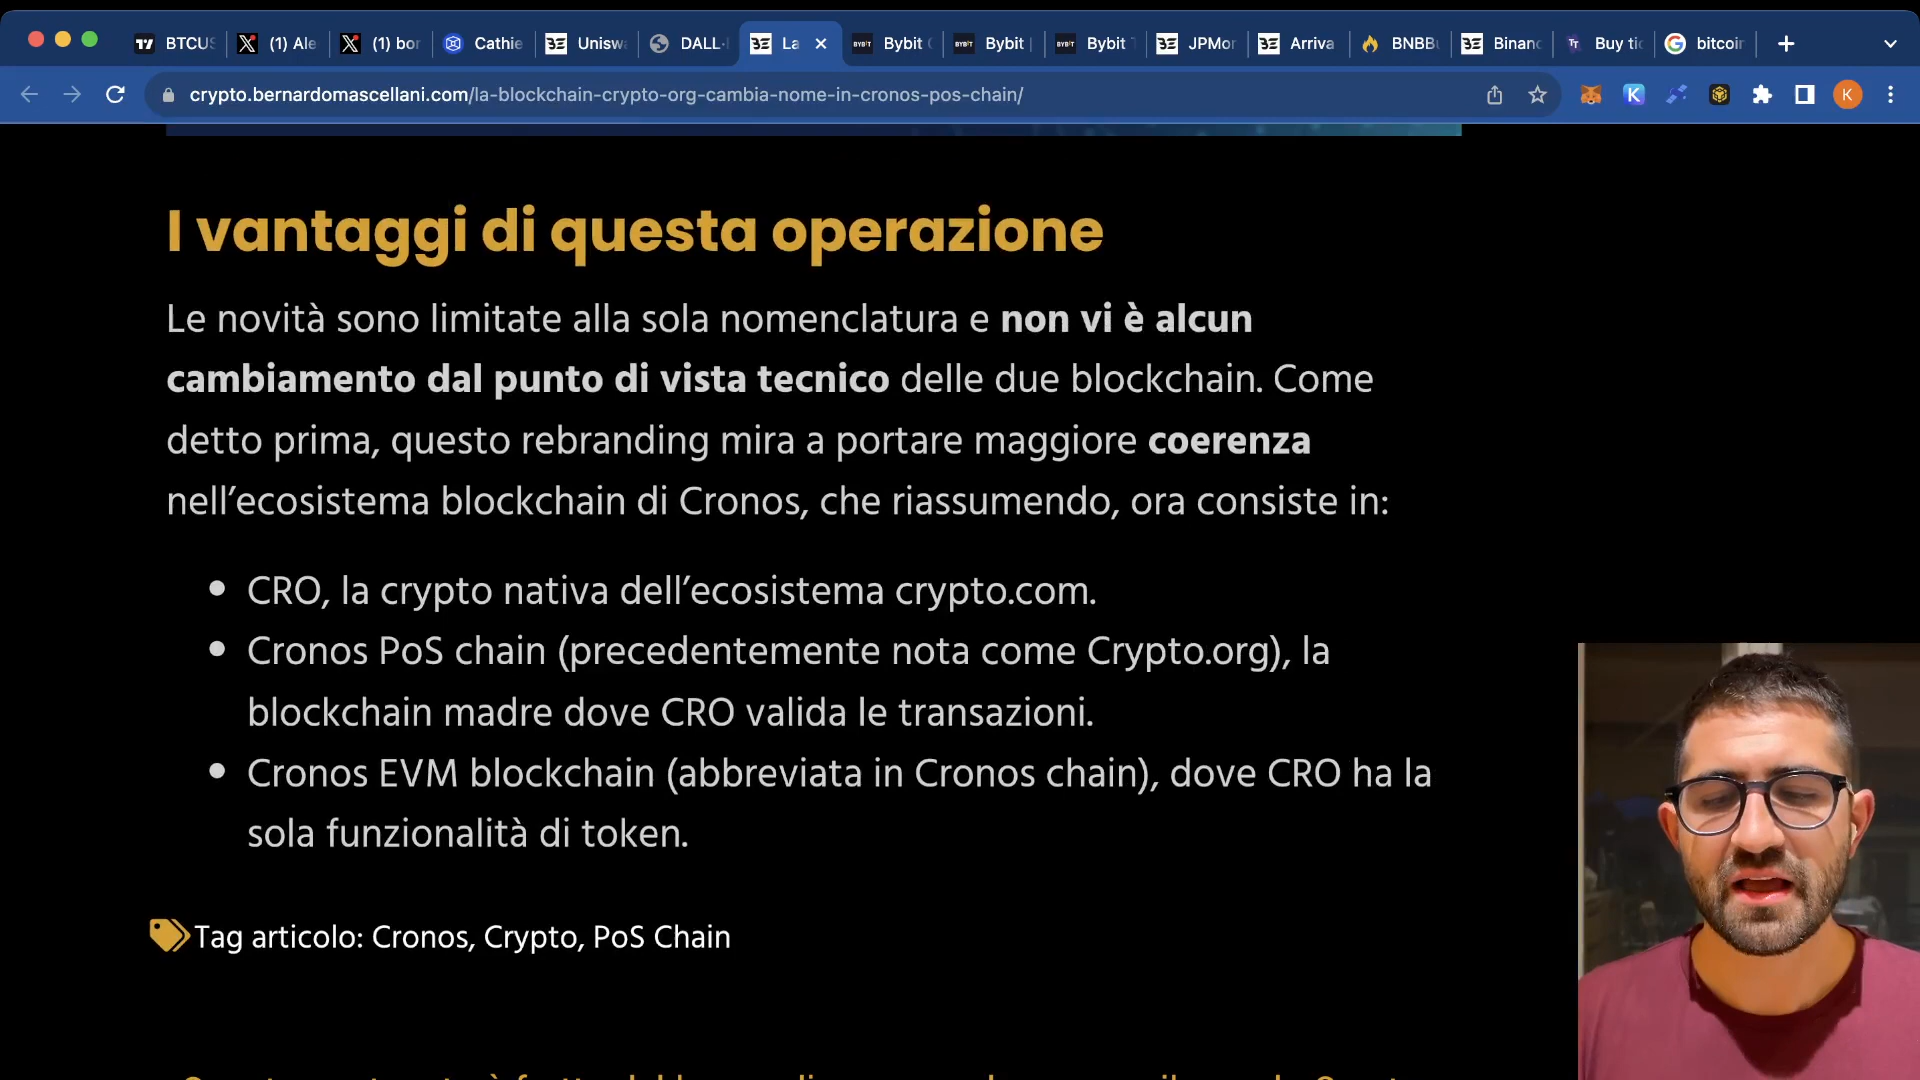 BTCUS
(1) Ale
(1) bor
Cathie
Unisw
DALL·
La
BYBIT
Bybit
BYBIT
Bybit
BYBIT
Bybit
JPMor
Arriva
BNBB
Binanc
Buy tic
bitcoin
crypto.bernardomascellani.com/la-blockchain-crypto-org-cambia-nome-in-cronos-pos-chain/
K
K
I vantaggi di questa operazione
Le novità sono limitate alla sola nomenclatura e non vi è alcun
cambiamento dal punto di vista tecnico delle due blockchain. Come
detto prima, questo rebranding mira a portare maggiore coerenza
nell’ecosistema blockchain di Cronos, che riassumendo, ora consiste in:
CRO, la crypto nativa dell’ecosistema crypto.com.
Cronos PoS chain (precedentemente nota come Crypto.org), la
blockchain madre dove CRO valida le transazioni.
Cronos EVM blockchain (abbreviata in Cronos chain), dove CRO ha la
sola funzionalità di token.
Tag articolo: Cronos, Crypto, PoS Chain